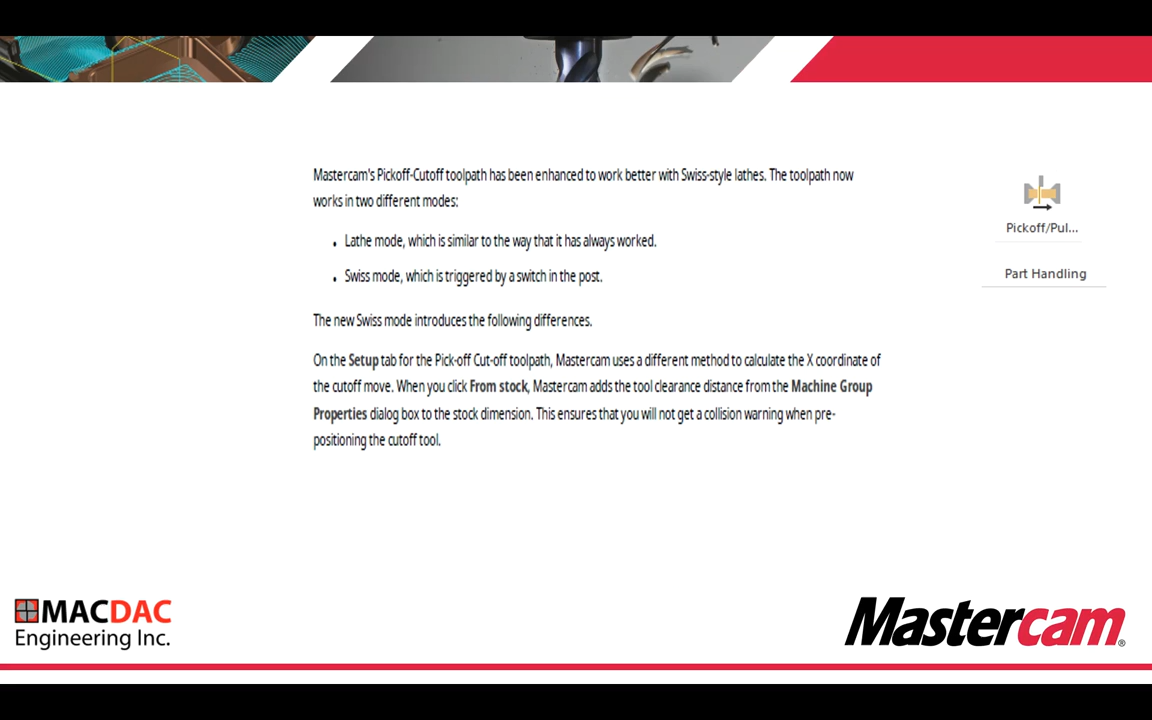 Mastercam's Pickoff-Cutoff toolpath has been enhanced to work better with Swiss-style lathes. The toolpath now
works in two different modes:
• Lathe mode, which is similar to the way that it has always worked.
• Swiss mode, which is triggered by a switch in the post.
The new Swiss mode introduces the following differences.
On the Setup tab for the Pick-off Cut-off toolpath, Mastercam uses a different method to calculate the X coordinate of
the cutoff move. When you click From stock, Mastercam adds the tool clearance distance from the Machine Group
Properties dialog box to the stock dimension. This ensures that you will not get a collision warning when pre-
positioning the cutoff tool.
Pickoff/Pul...
Part Handling
MACDAC
Engineering Inc.
Mastercam®